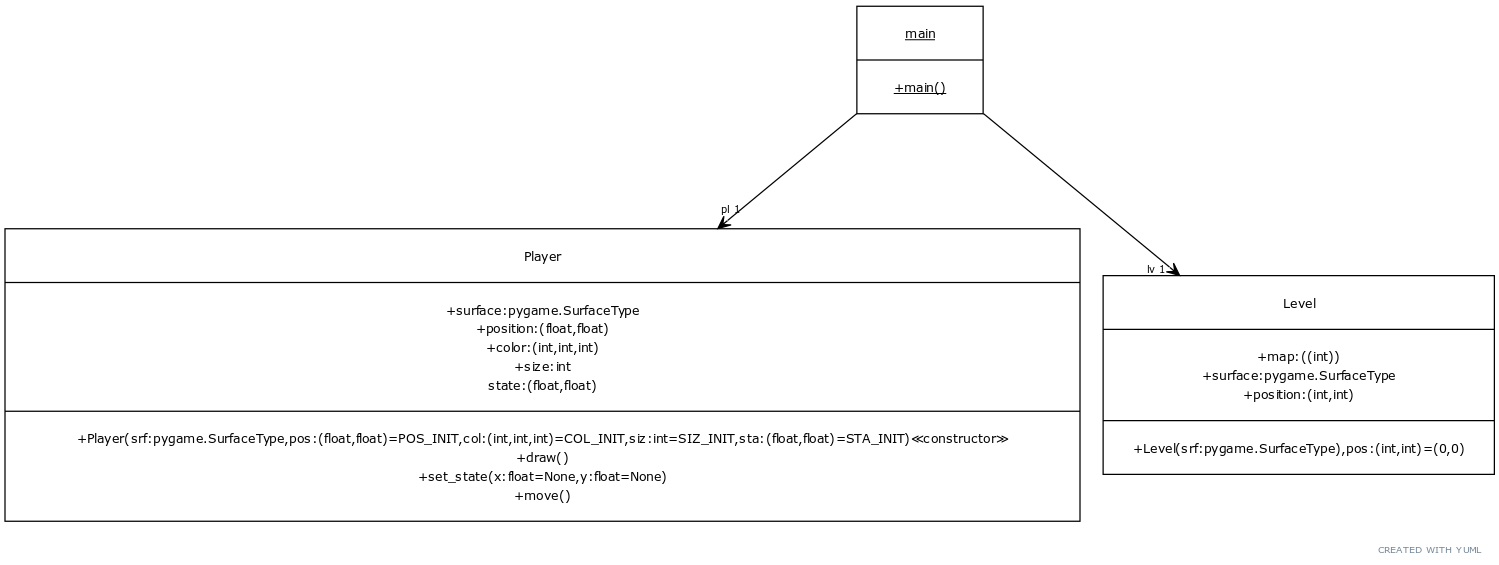 main
+main()
pl 1
lv 1
Player
+surface:pygame.SurfaceType
+position:(float,float)
+color:(int,int,int)
+size:int
state:(float,float)
+Player(srf:pygame.SurfaceType,pos:(float,float)=POS_INIT,col:(int,int,int)=COL_INIT,siz:int=SIZ_INIT,sta:(float,float)=STA_INIT)≪constructor≫
+draw()
+set_state(x:float=None,y:float=None)
+move()
Level
+map:((int))
+surface:pygame.SurfaceType
+position:(int,int)
+Level(srf:pygame.SurfaceType),pos:(int,int)=(0,0)
CREATED WITH YUML